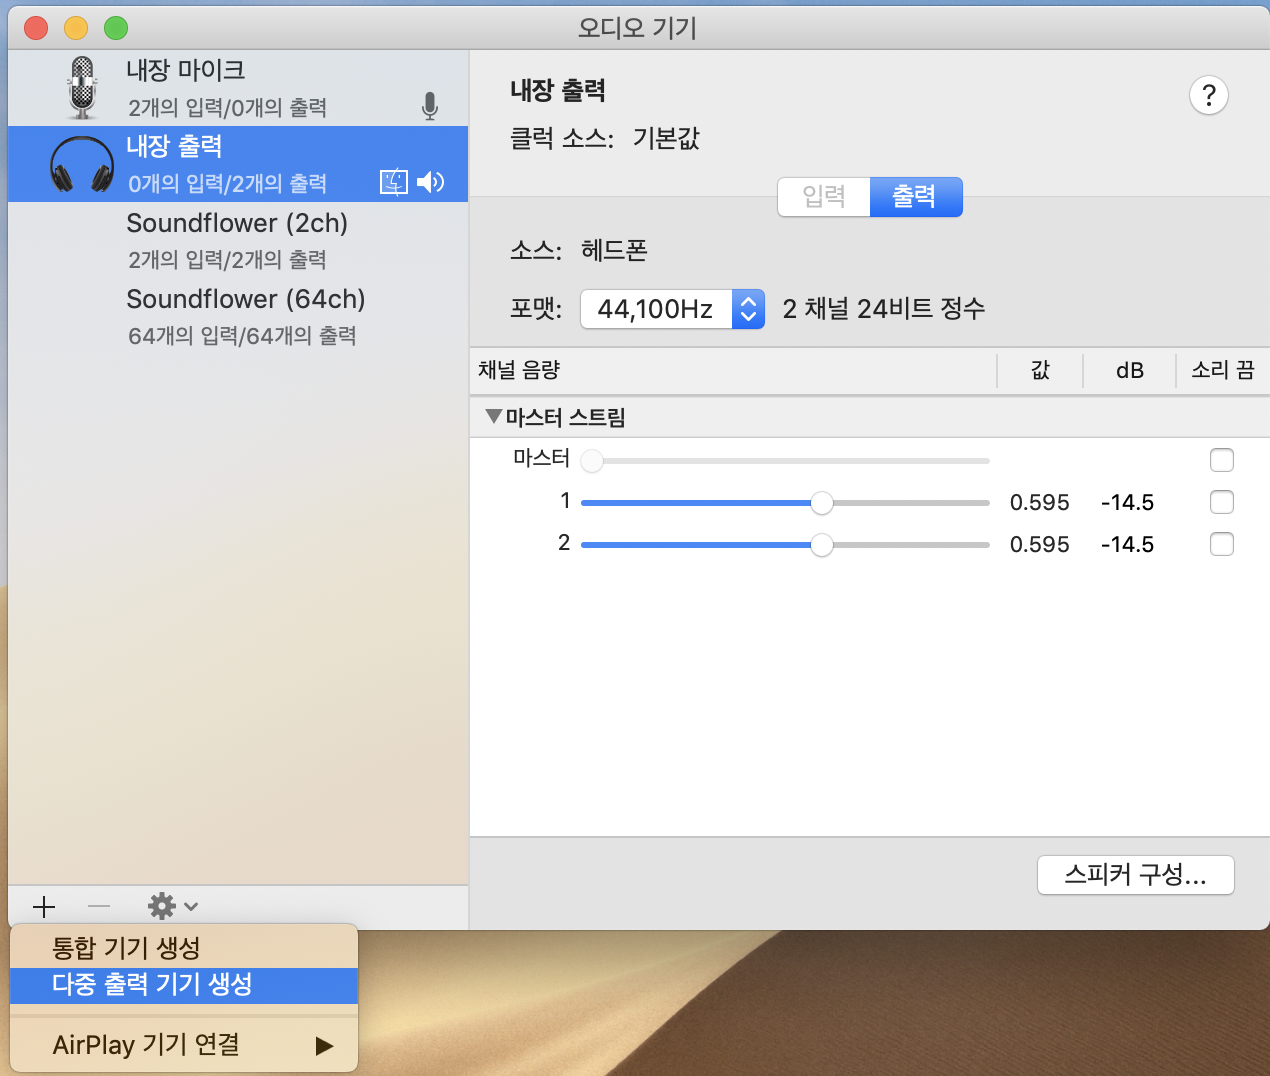 오디오 기기
내장 마이크
2개의 입력/0개의 출력
내장 출력
0개의 입력/2개의 출력
Soundflower (2ch)
2개의 입력/2개의 출력
Soundflower (64ch)
64개의 입력/64개의 출력
내장 출력
?
클럭 소스: 기본값
입력 출력
소스: 헤드폰
포맷: 44,100Hz 2 채널 24비트 정수
채널 음량 값 dB 소리 끔
마스터 스트림
마스터
1 0.595 -14.5
2 0.595 -14.5
스피커 구성...
통합 기기 생성
다중 출력 기기 생성
AirPlay 기기 연결